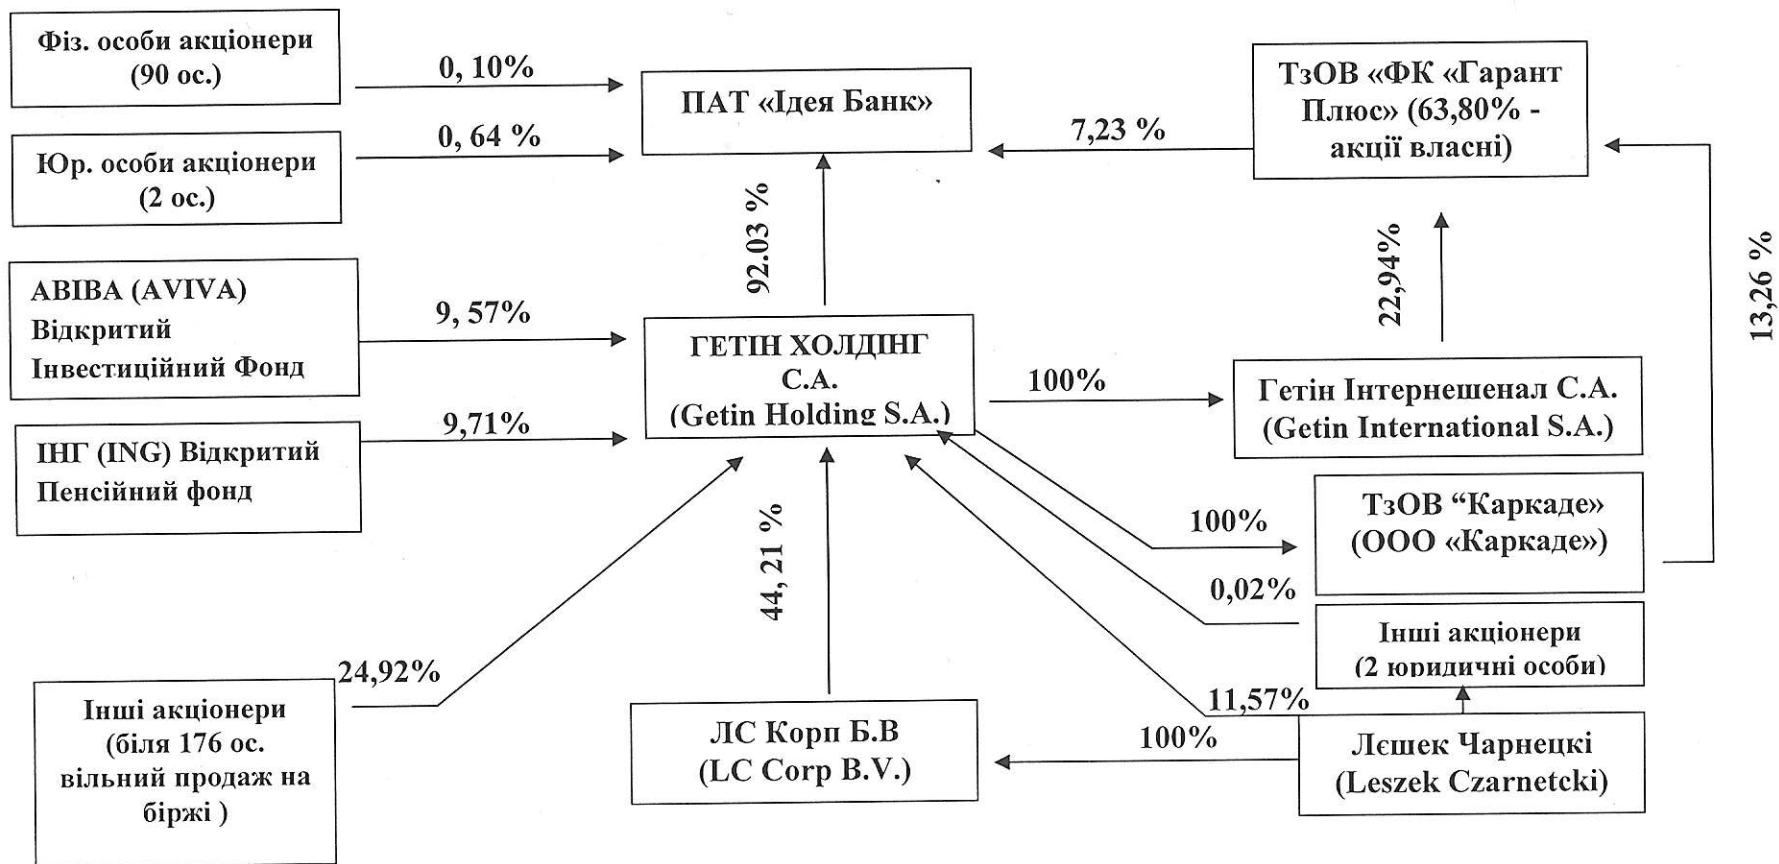 Фіз. особи акціонери
(90 ос.)
0, 10%
ПАТ «Ідея Банк»
ТзОВ «ФК «Гарант
Плюс» (63,80% -
акції власні)
7,23 %
Юр. особи акціонери
(2 ос.)
0, 64 %
92.03 %
22,94%
13,26 %
АВІВА (AVIVA)
Відкритий
Інвестиційний Фонд
9, 57%
ГЕТІН ХОЛДІНГ
С.А.
(Getin Holding S.A.)
100%
Гетін Інтернешенал С.А.
(Getin International S.A.)
ІНГ (ING) Відкритий
Пенсійний фонд
9,71%
44, 21 %
100%
ТзОВ “Каркаде»
(ООО «Каркаде»)
0,02%
Інші акціонери
(2 юридичні особи)
Інші акціонери
(біля 176 ос.
вільний продаж на
біржі )
24,92%
ЛС Корп Б.В
(LC Corp B.V.)
11,57%
100%
Лєшек Чарнецкі
(Leszek Czarnetcki)